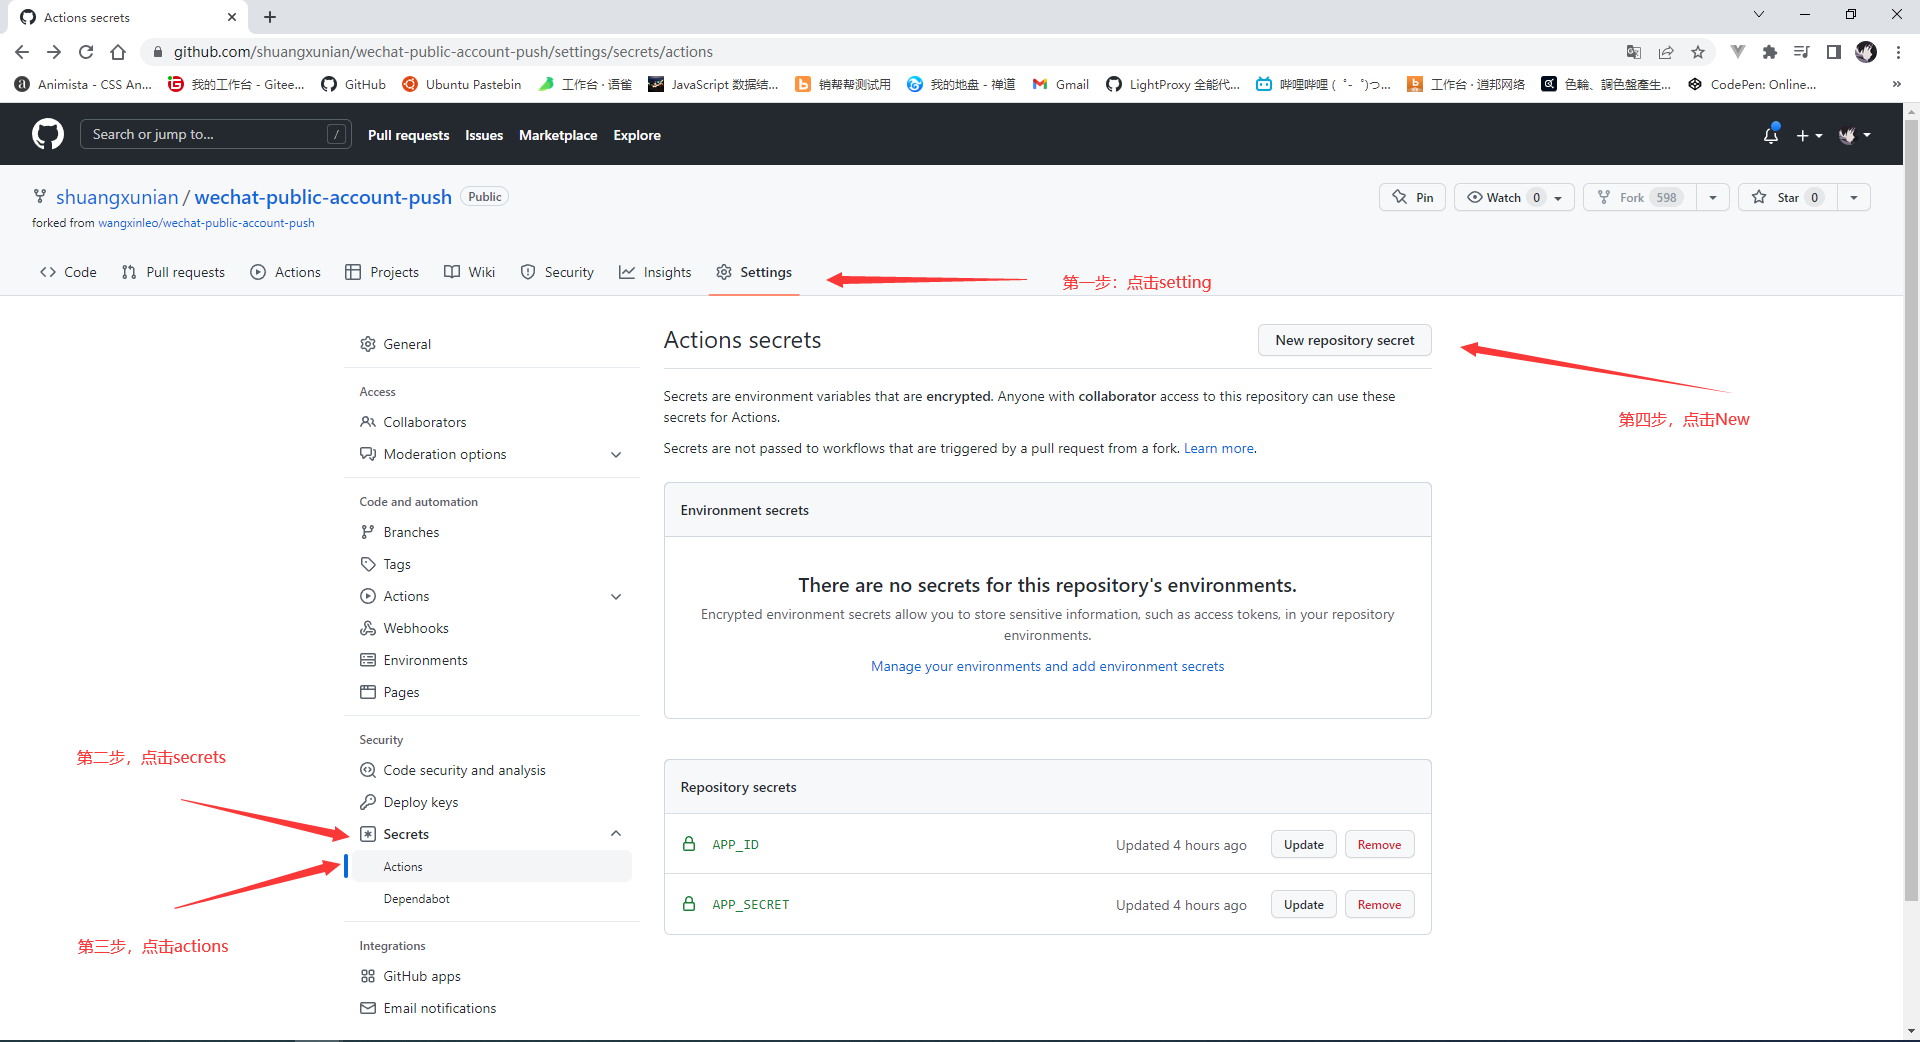 Actions secrets
github.com/shuangxunian/wechat-public-account-push/settings/secrets/actions
Animista - CSS An...
我的工作台 - Gitee...
GitHub
Ubuntu Pastebin
工作台 · 语雀
JavaScript 数据结...
销帮帮测试用
我的地盘 - 禅道
Gmail
LightProxy 全能代...
哔哩哔哩 ( ゜- ゜)つ...
工作台 · 逍邦网络
色輪、調色盤產生...
CodePen: Online...
Search or jump to...
/
Pull requests
Issues
Marketplace
Explore
shuangxunian / wechat-public-account-push
Public
Pin
Watch 0
Fork 598
Star 0
forked from wangxinleo/wechat-public-account-push
Code
Pull requests
Actions
Projects
Wiki
Security
Insights
Settings
第一步：点击setting
General
Access
Collaborators
Moderation options
Code and automation
Branches
Tags
Actions
Webhooks
Environments
Pages
Security
Code security and analysis
Deploy keys
Secrets
Actions
Dependabot
Integrations
GitHub apps
Email notifications
第二步，点击secrets
第三步，点击actions
Actions secrets
New repository secret
第四步，点击New
Secrets are environment variables that are encrypted. Anyone with collaborator access to this repository can use these
secrets for Actions.
Secrets are not passed to workflows that are triggered by a pull request from a fork. Learn more.
Environment secrets
There are no secrets for this repository's environments.
Encrypted environment secrets allow you to store sensitive information, such as access tokens, in your repository
environments.
Manage your environments and add environment secrets
Repository secrets
APP_ID
Updated 4 hours ago
Update
Remove
APP_SECRET
Updated 4 hours ago
Update
Remove